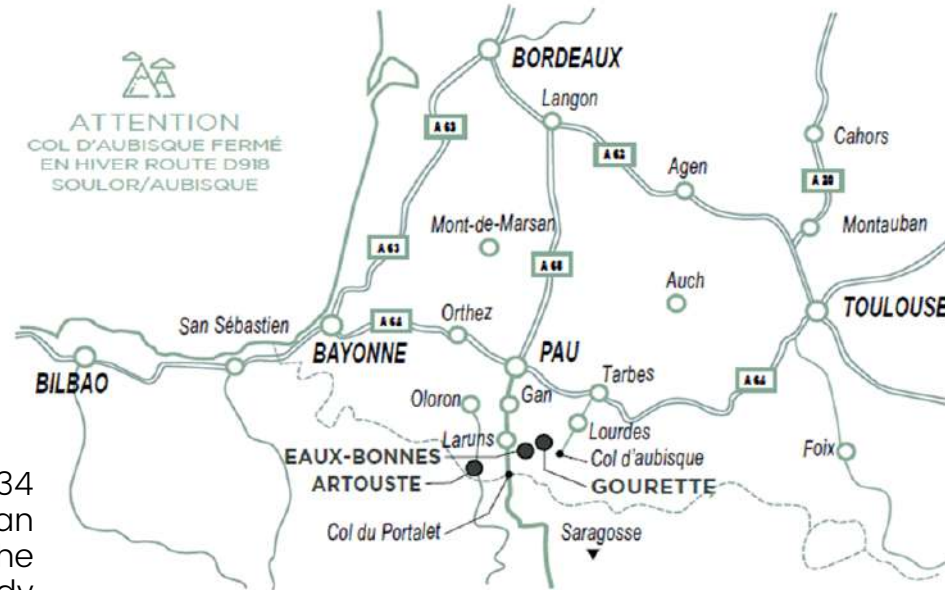 ATTENTION
COL D'AUBISQUE FERMÉ
EN HIVER ROUTE D918
SOULOR/AUBISQUE
BORDEAUX
Langon
A 63
A 62
Cahors
Agen
A 20
Mont-de-Marsan
Montauban
A 63
A 65
Auch
San Sébastien
A 64
Orthez
TOULOUSE
BAYONNE
PAU
BILBAO
Tarbes
A 64
Oloron
Gan
Lourdes
Laruns
EAUX-BONNES
Col d'aubisque
Foix
ARTOUSTE
GOURETTE
34
an
Col du Portalet
Saragosse
ne
dy